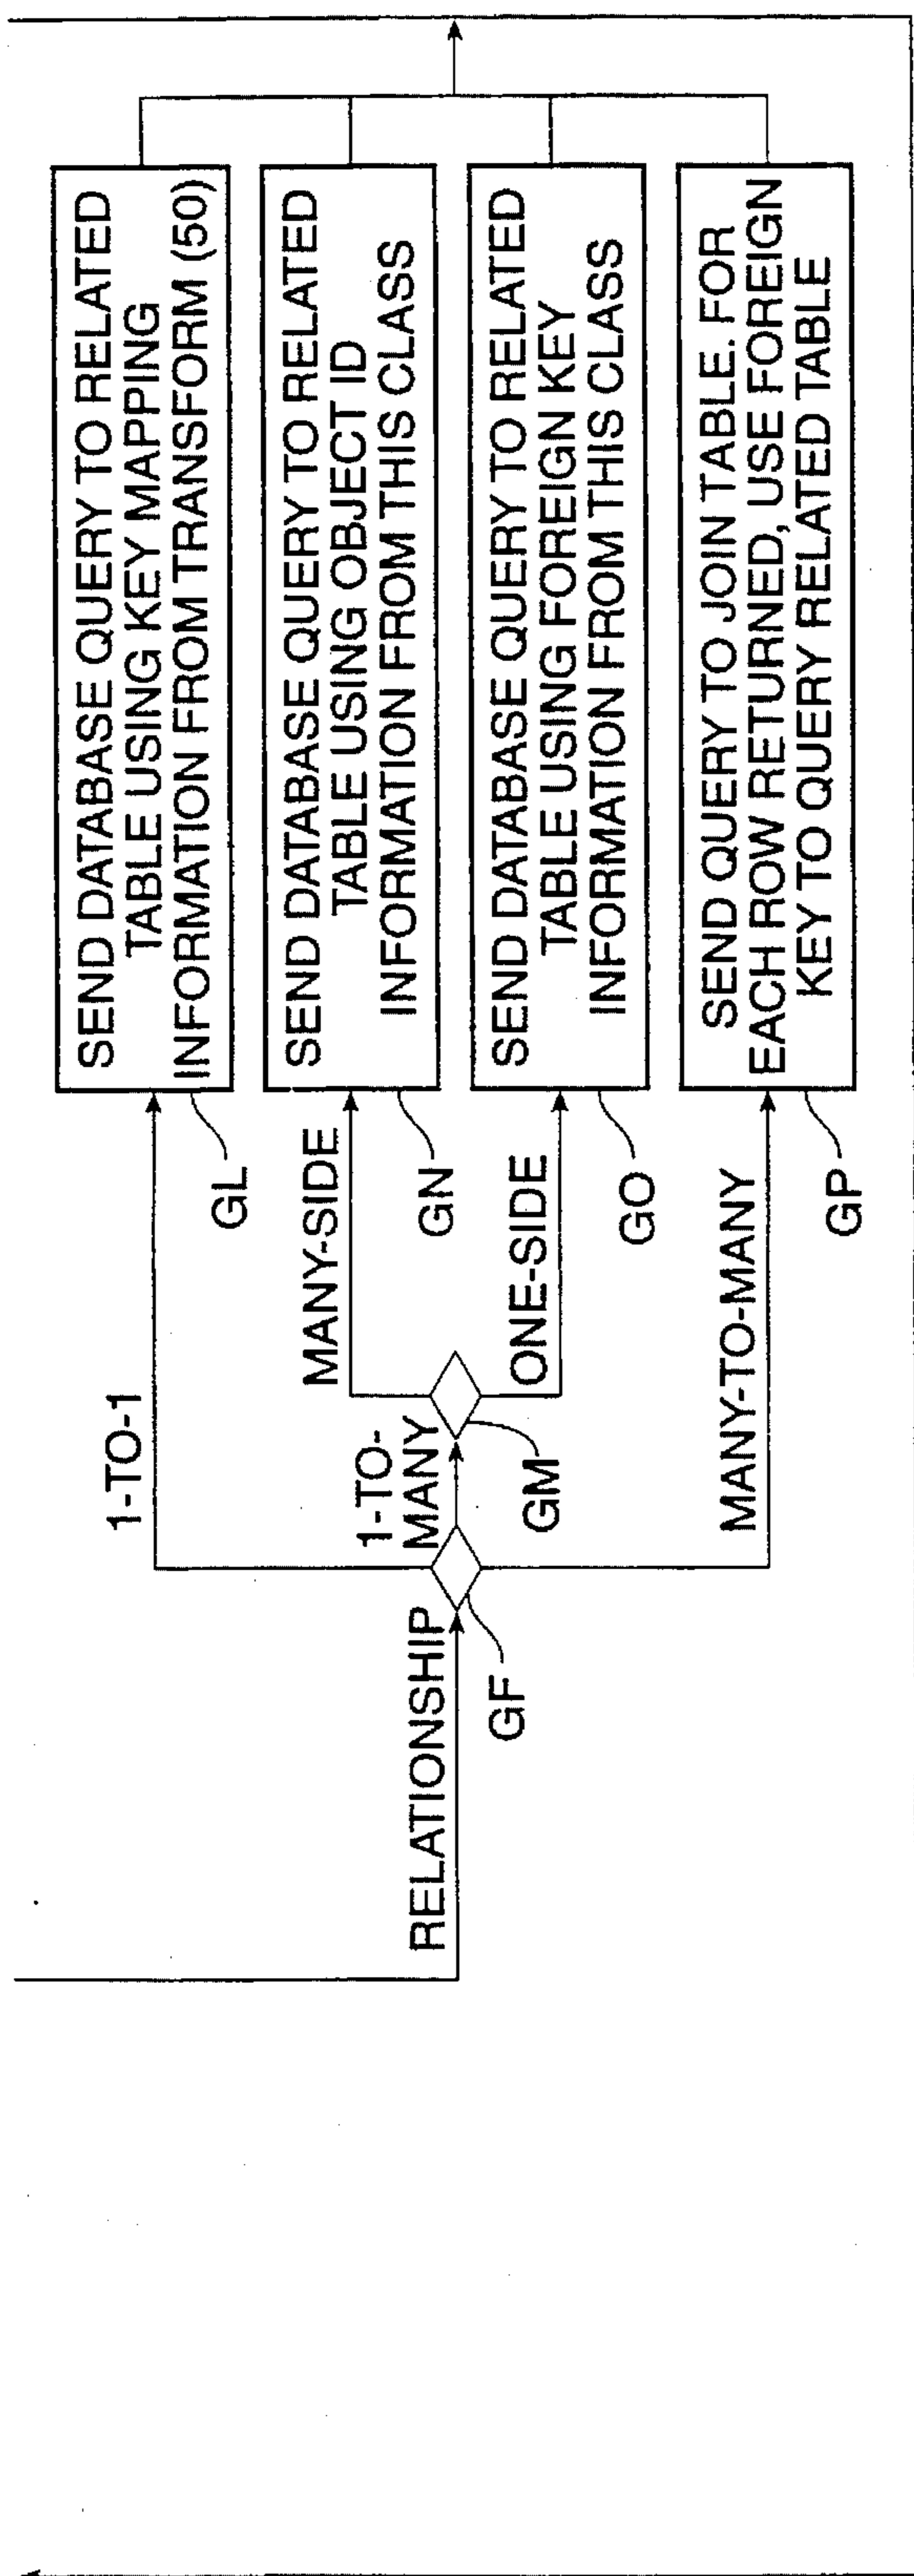 RELATIONSHIP
GF
1-TO-1
1-TO-
MANY
GM
MANY-SIDE
ONE-SIDE
MANY-TO-MANY
SEND DATABASE QUERY TO RELATED
TABLE USING KEY MAPPING
INFORMATION FROM TRANSFORM (50)
GL
SEND DATABASE QUERY TO RELATED
TABLE USING OBJECT ID
INFORMATION FROM THIS CLASS
GN
SEND DATABASE QUERY TO RELATED
TABLE USING FOREIGN KEY
INFORMATION FROM THIS CLASS
GO
SEND QUERY TO JOIN TABLE. FOR
EACH ROW RETURNED, USE FOREIGN
KEY TO QUERY RELATED TABLE
GP